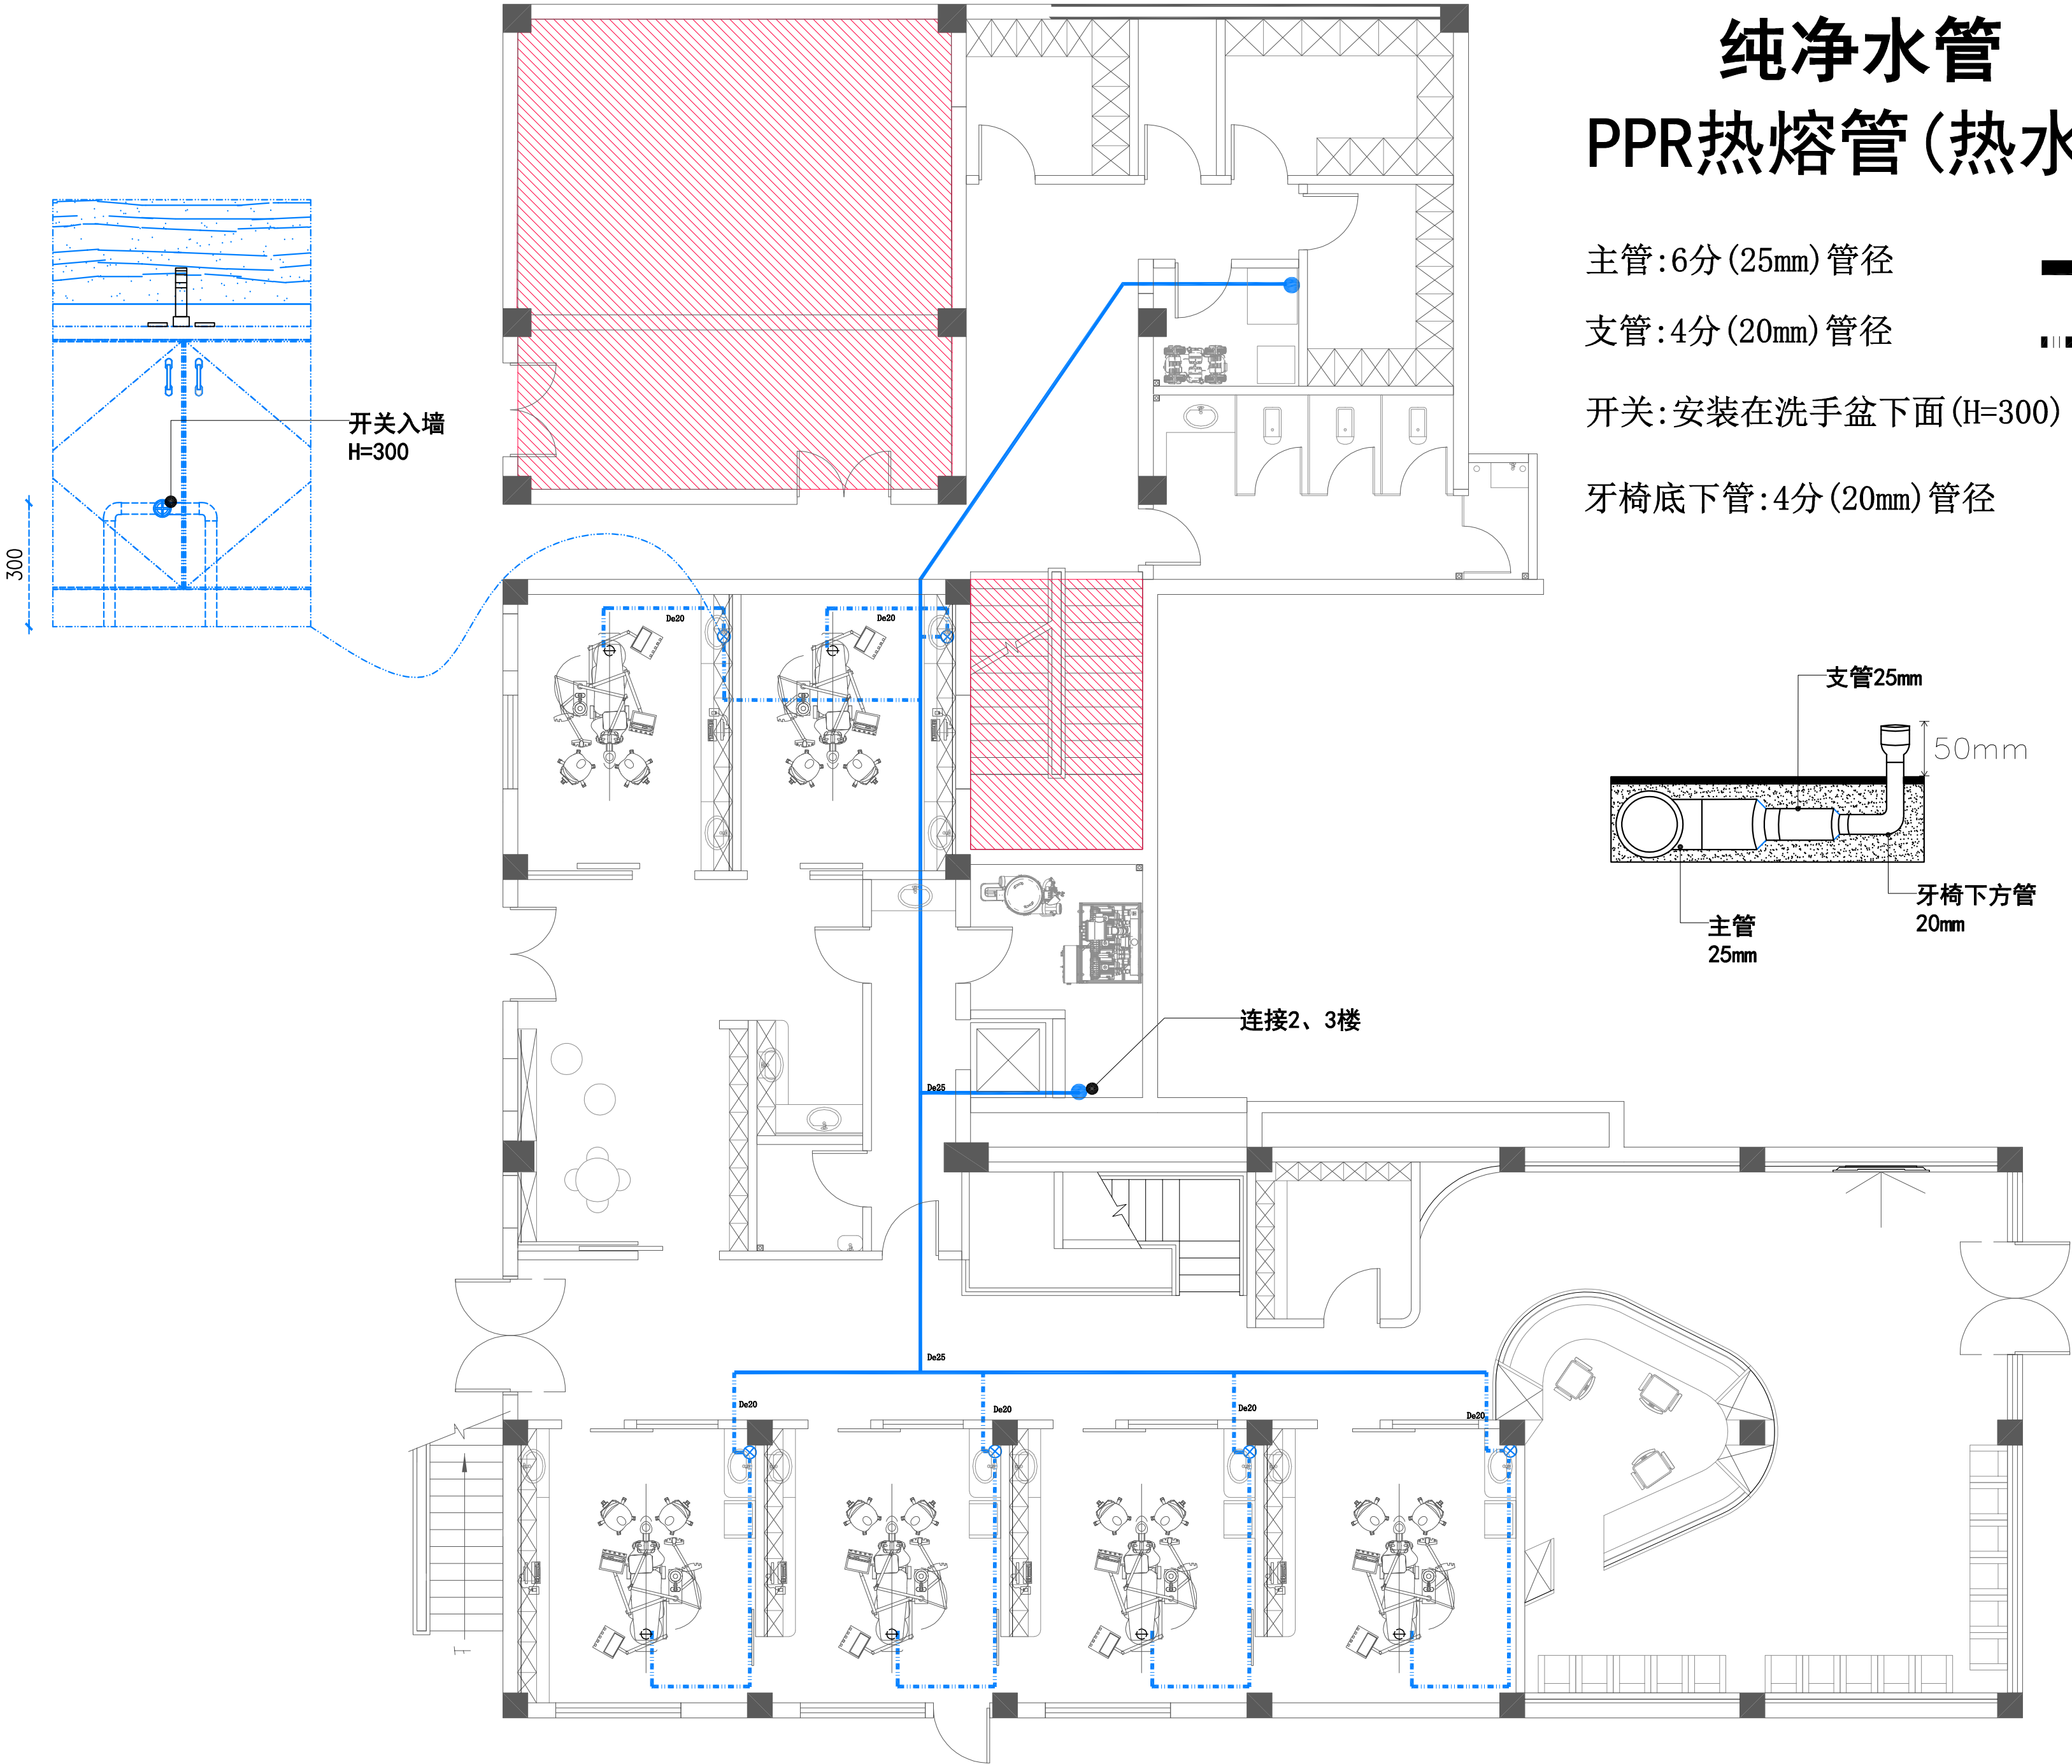 纯净水管
PPR热熔管(热水
主管:6分(25mm)管径
支管:4分(20mm)管径
开关:安装在洗手盆下面(H=300)
牙椅底下管:4分(20mm)管径
开关入墙
H=300
300
De20
De20
支管25mm
50mm
牙椅下方管
20mm
主管
25mm
连接2、3楼
De25
De25
De20
De20
De20
De20
下